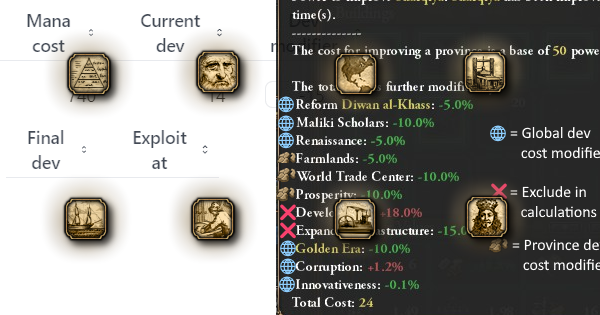 Mana cost
Current dev
740
14
Final dev
Exploit at
time(s).
--------------
The cost for improving a province is a base of 50 powe
The tot s further modifi
Reform Diwan al-Khass: -5.0%
Maliki Scholars: -10.0%
Renaissance: -5.0%
Farmlands: -5.0%
World Trade Center: -10.0%
Prosperity: -10.0%
Develo +18.0%
Expan astructure: -15.0
Golden Era: -10.0%
Corruption: +1.2%
Innovativeness: -0.1%
Total Cost: 24
= Global dev
cost modifie
= Exclude in
calculations
= Province de
cost modifie